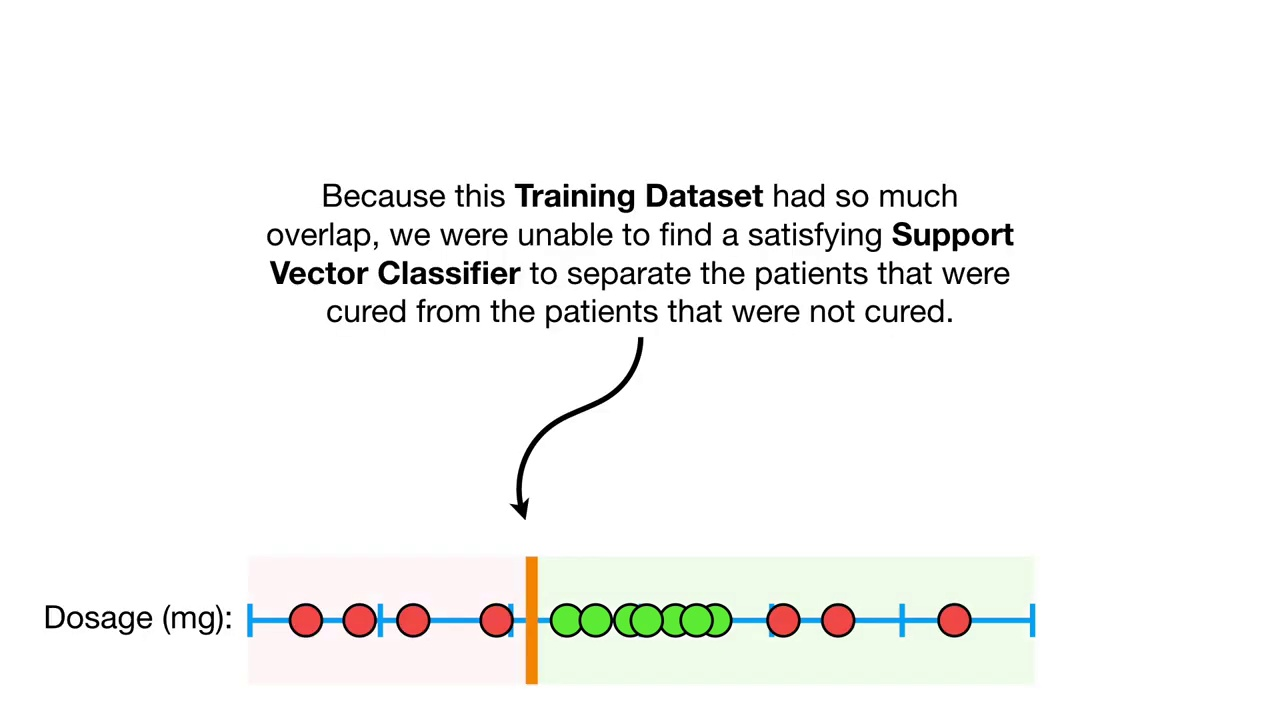 Because this Training Dataset had so much
overlap, we were unable to find a satisfying Support
Vector Classifier to separate the patients that were
cured from the patients that were not cured.
Dosage (mg):